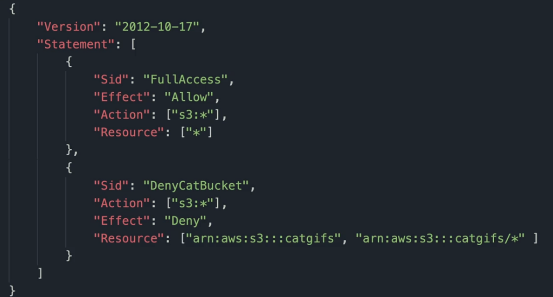 {
    "Version": "2012-10-17",
    "Statement": [
        {
            "Sid": "FullAccess",
            "Effect": "Allow",
            "Action": ["s3:*"],
            "Resource": ["*"]
        },
        {
            "Sid": "DenyCatBucket",
            "Action": ["s3:*"],
            "Effect": "Deny",
            "Resource": ["arn:aws:s3:::catgifs", "arn:aws:s3:::catgifs/*" ]
        }
    ]
}